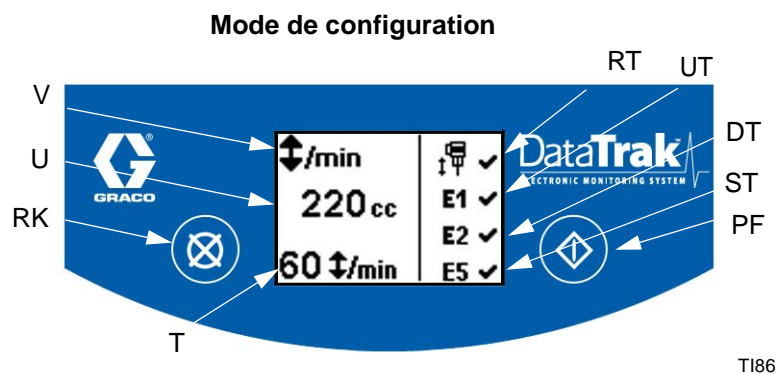 Mode de configuration
RT UT
V
U
RK
T
DT
ST
PF
GRACO
/min
220 cc
60 /min
E1
E2
E5
DataTrak
ELECTRONIC MONITORING SYSTEM
TI86